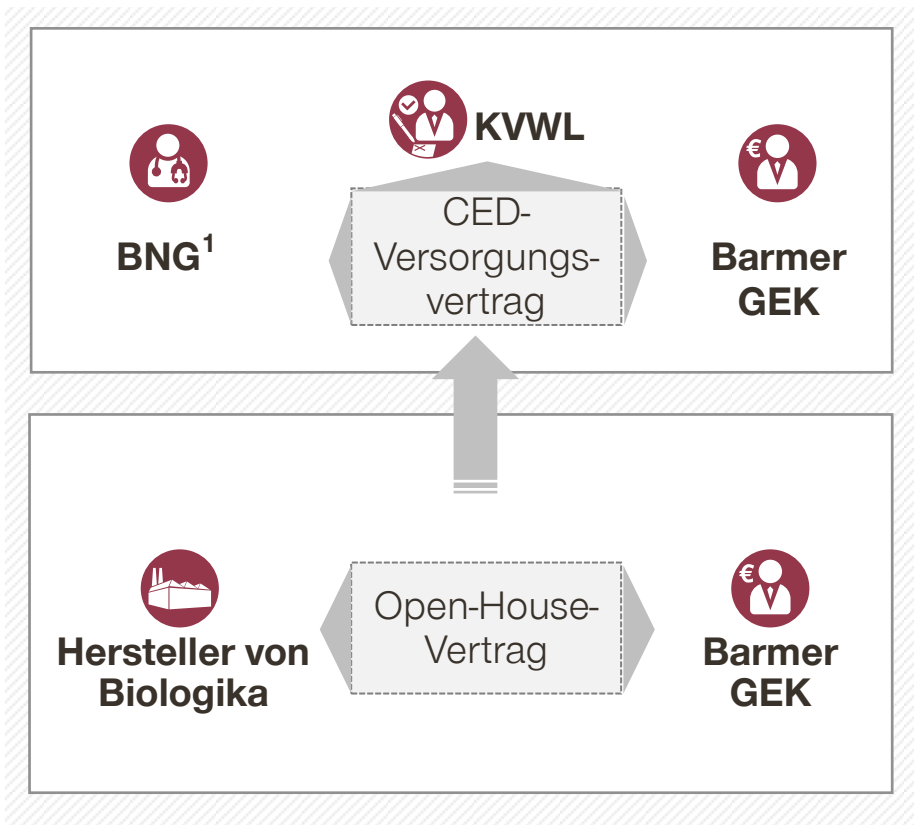 KVWL
BNG¹
CED-
Versorgungs-
vertrag
Barmer
GEK
Hersteller von
Biologika
Open-House-
Vertrag
Barmer
GEK